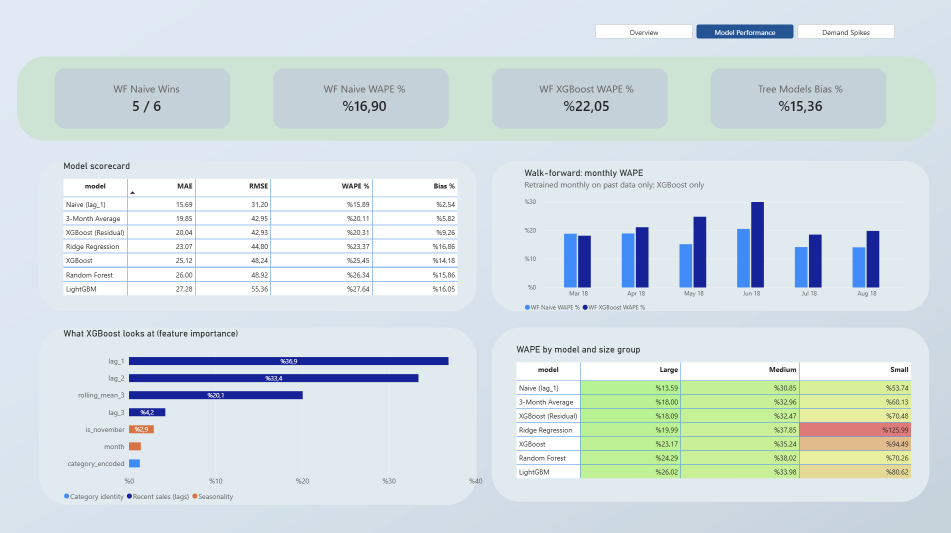 Overview Model Performance Demand Spikes
WF Naive Wins
5 / 6
WF Naive WAPE %
%16,90
WF XGBoost WAPE %
%22,05
Tree Models Bias %
%15,36
Model scorecard
model MAE RMSE WAPE % Bias %
Naive (lag_1) 15,69 31,20 %15,89 %2,54
3-Month Average 19,85 42,95 %20,11 %5,82
XGBoost (Residual) 20,04 42,93 %20,31 %9,26
Ridge Regression 23,07 44,80 %23,37 %16,86
XGBoost 25,12 48,24 %25,45 %14,18
Random Forest 26,00 48,92 %26,34 %15,86
LightGBM 27,28 55,36 %27,64 %16,05
Walk-forward: monthly WAPE
Retrained monthly on past data only; XGBoost only
%30
%20
%10
%0
Mar 18 Apr 18 May 18 Jun 18 Jul 18 Aug 18
WF Naive WAPE % WF XGBoost WAPE %
What XGBoost looks at (feature importance)
lag_1 %36,9
lag_2 %33,4
rolling_mean_3 %20,1
lag_3 %4,2
is_november %2,9
month
category_encoded
%0 %10 %20 %30 %40
Category identity Recent sales (lags) Seasonality
WAPE by model and size group
model Large Medium Small
Naive (lag_1) %13.59 %30.85 %53.74
3-Month Average %18.00 %32.96 %60.13
XGBoost (Residual) %18.09 %32.47 %70.48
Ridge Regression %19.99 %37.85 %125.99
XGBoost %23.17 %35.24 %94.49
Random Forest %24.29 %38.02 %70.26
LightGBM %26.02 %33.98 %80.62